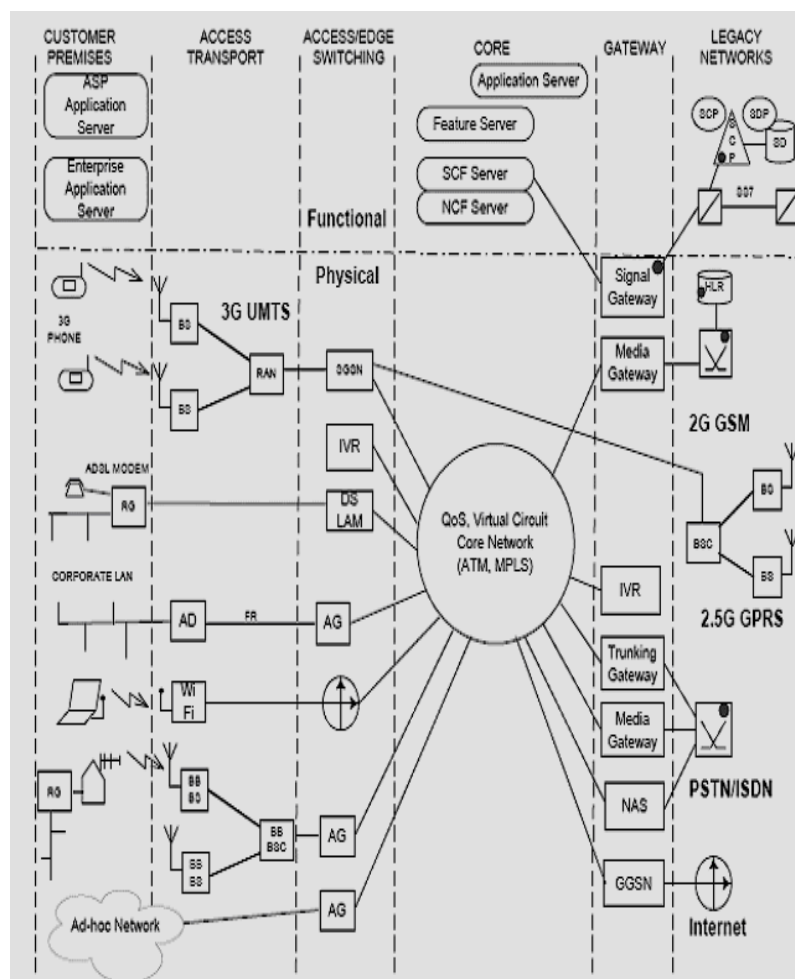 CUSTOMER
PREMISES
ACCESS
TRANSPORT
ACCESS/EDGE
SWITCHING
CORE
GATEWAY
LEGACY
NETWORKS
ASP
Application
Server
Enterprise
Application
Server
Functional
Application Server
Feature Server
SCF Server
NCF Server
SCP
SDP
S
C
P
SD
Physical
3G
PHONE
BS
BS
3G UMTS
RAN
IVR
Signal
Gateway
HLR
Media
Gateway
2G GSM
ADSL MODEM
RG
DS
LAM
QoS, Virtual Circuit
Core Network
(ATM, MPLS)
BSC
BS
2.5G GPRS
IVR
CORPORATE LAN
AD
FR
AG
Trunking
Gateway
Wi
Fi
Media
Gateway
PSTN/ISDN
RG
BB
BB
BSC
BB
BS
AG
NAS
GGSN
Internet
Ad-hoc Network
AG